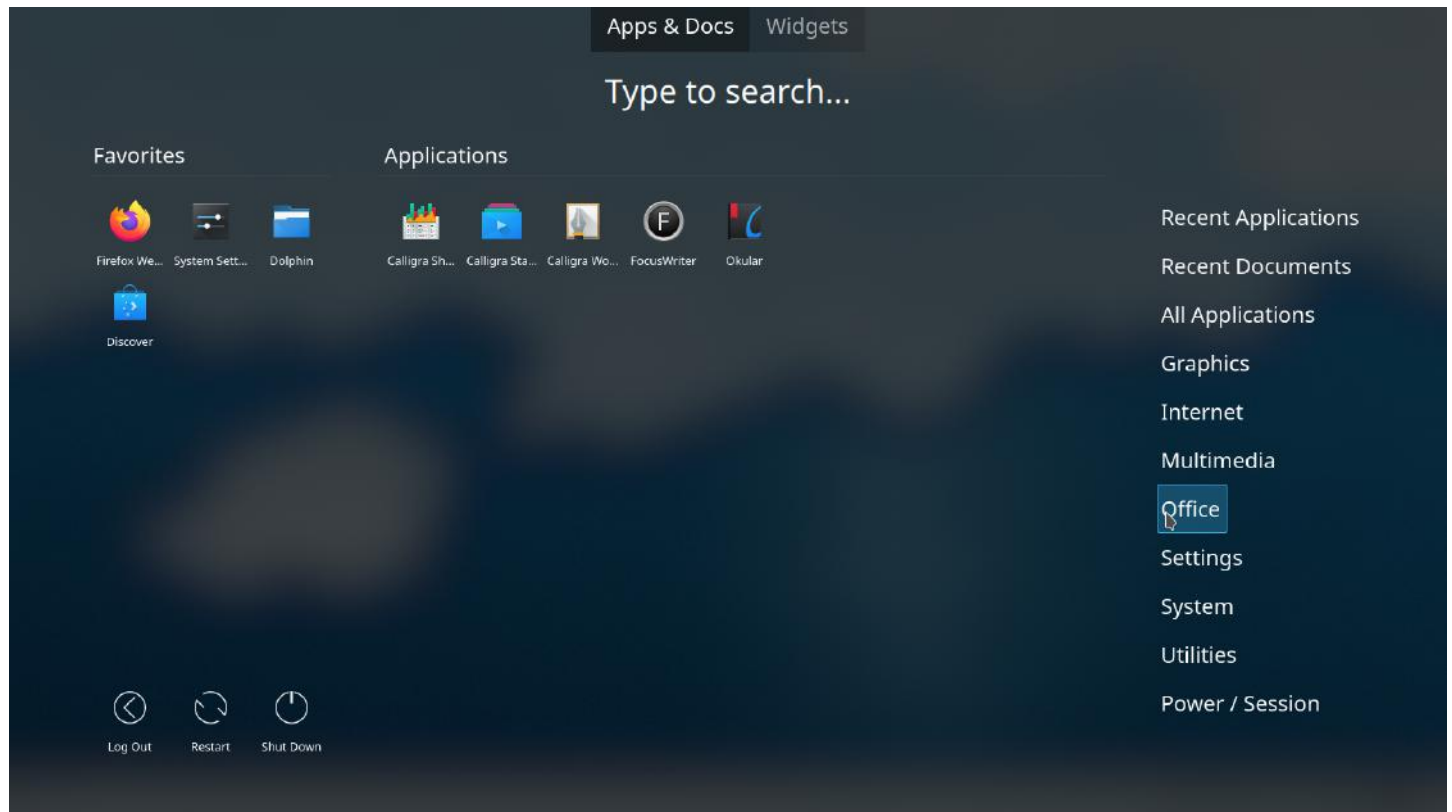 Apps & Docs Widgets
Type to search...
Favorites
Applications
Firefox We... System Sett... Dolphin
Discover
Calligra Sh... Calligra Sta... Calligra Wo... FocusWriter Okular
Recent Applications
Recent Documents
All Applications
Graphics
Internet
Multimedia
Office
Settings
System
Utilities
Power / Session
Log Out Restart Shut Down